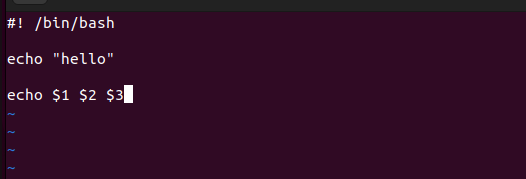 #! /bin/bash
echo "hello"
echo $1 $2 $3
~
~
~
~